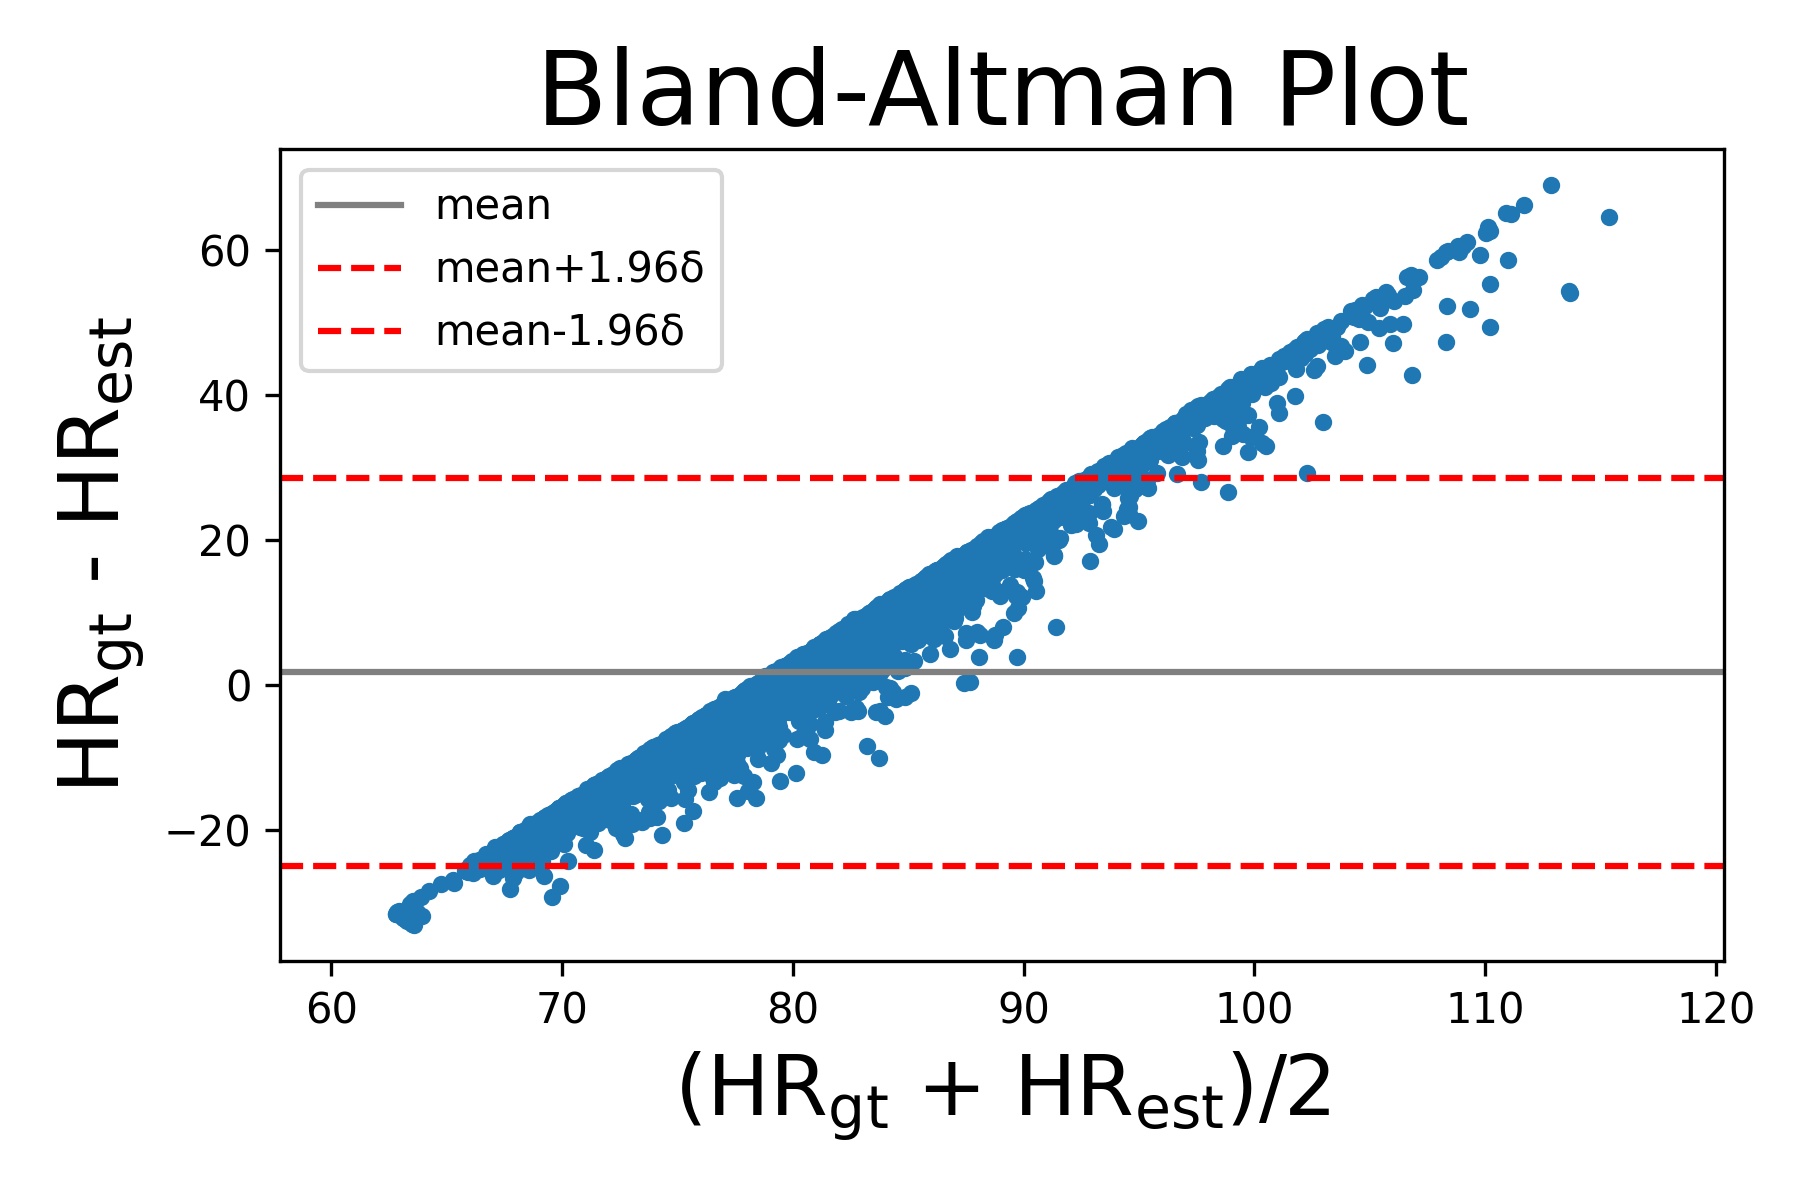 Bland-Altman Plot
mean
mean+1.96δ
mean-1.96δ
HRgt - HRest
60
40
20
0
−20
60 70 80 90 100 110 120
(HRgt + HRest)/2